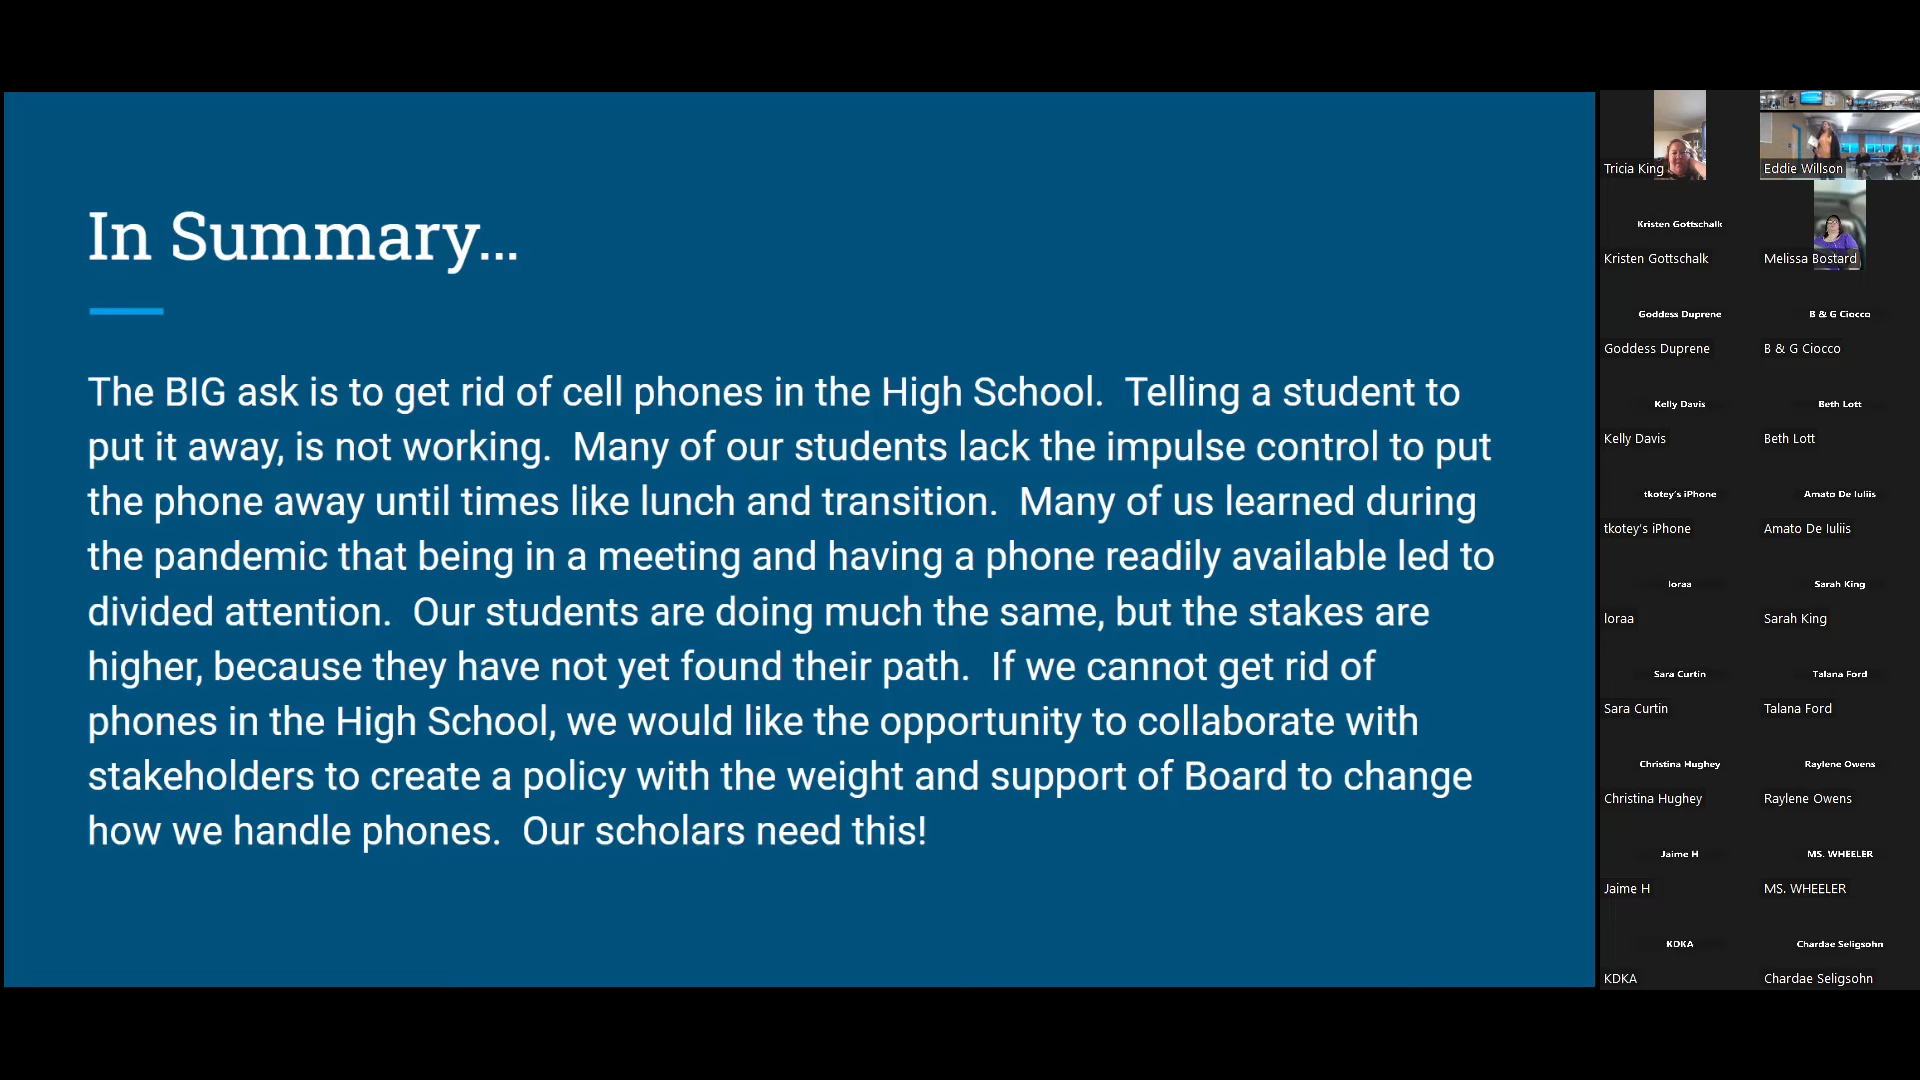 In Summary...
The BIG ask is to get rid of cell phones in the High School.  Telling a student to
put it away, is not working.  Many of our students lack the impulse control to put
the phone away until times like lunch and transition.  Many of us learned during
the pandemic that being in a meeting and having a phone readily available led to
divided attention.  Our students are doing much the same, but the stakes are
higher, because they have not yet found their path.  If we cannot get rid of
phones in the High School, we would like the opportunity to collaborate with
stakeholders to create a policy with the weight and support of Board to change
how we handle phones.  Our scholars need this!
Tricia King
Eddie Willson
Kristen Gottschalk
Kristen Gottschalk
Melissa Bostard
Goddess Duprene
B & G Ciocco
Goddess Duprene
B & G Ciocco
Kelly Davis
Beth Lott
Kelly Davis
Beth Lott
tkotey's iPhone
Amato De Iuliis
tkotey's iPhone
Amato De Iuliis
loraa
Sarah King
loraa
Sarah King
Sara Curtin
Talana Ford
Sara Curtin
Talana Ford
Christina Hughey
Raylene Owens
Christina Hughey
Raylene Owens
Jaime H
MS. WHEELER
Jaime H
MS. WHEELER
KDKA
Chardae Seligsohn
KDKA
Chardae Seligsohn